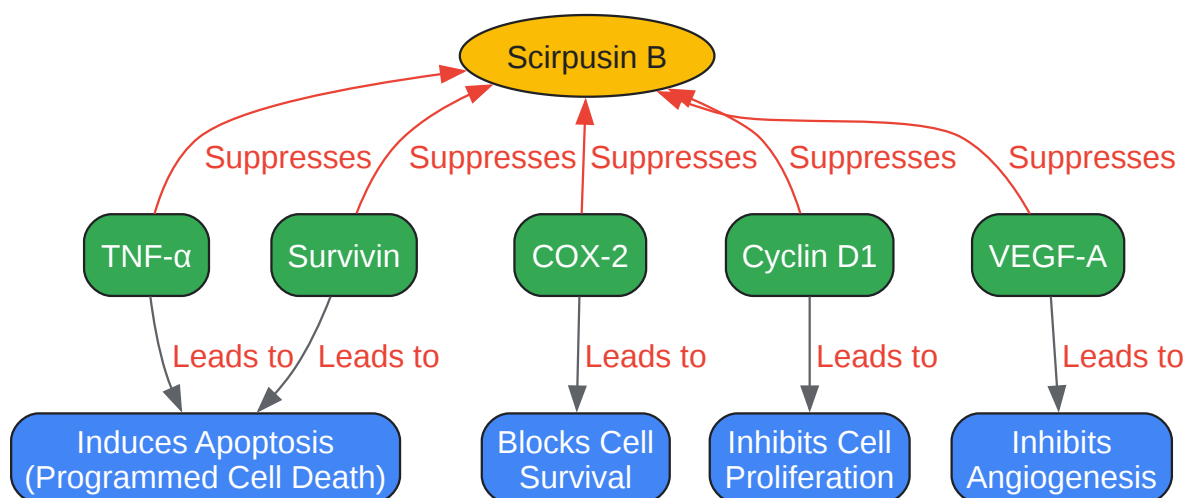 Scirpusin B
Suppresses
Suppresses
Suppresses
Suppresses
Suppresses
TNF-α
Survivin
COX-2
Cyclin D1
VEGF-A
Leads to
Leads to
Leads to
Leads to
Leads to
Induces Apoptosis
(Programmed Cell Death)
Blocks Cell
Survival
Inhibits Cell
Proliferation
Inhibits
Angiogenesis